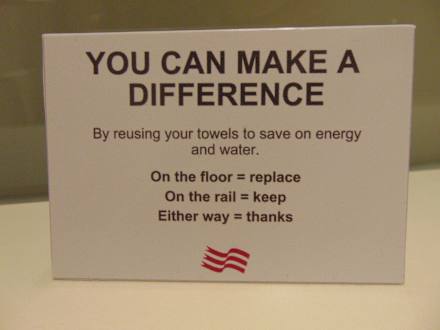 YOU CAN MAKE A
DIFFERENCE
By reusing your towels to save on energy
and water.
On the floor = replace
On the rail = keep
Either way = thanks